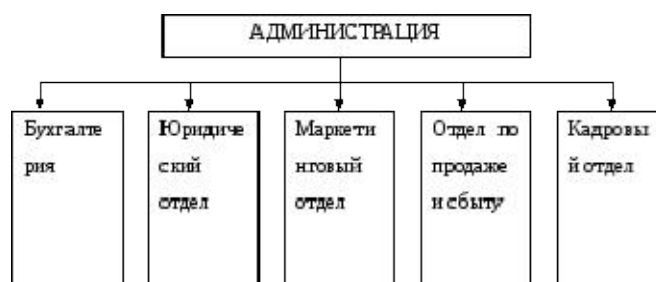 АДМИНИСТРАЦИЯ
Бухгалте
рия
Юридиче
ский
отдел
Маркети
нговый
отдел
Отдел по
продаже
и сбыту
Кадровы
й отдел